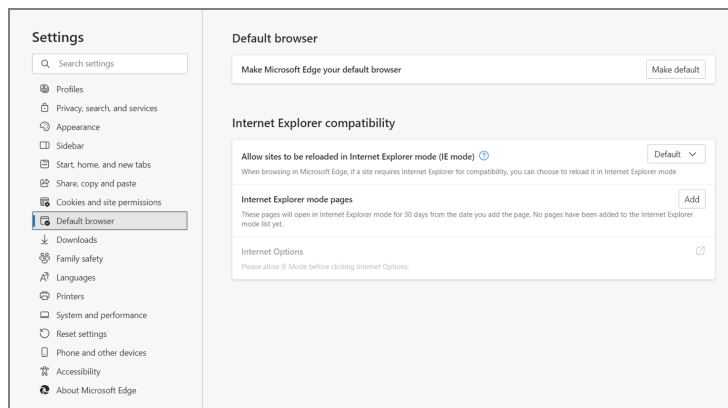 Settings
Search settings
Profiles
Privacy, search, and services
Appearance
Sidebar
Start, home, and new tabs
Share, copy and paste
Cookies and site permissions
Default browser
Downloads
Family safety
Languages
Printers
System and performance
Reset settings
Phone and other devices
Accessibility
About Microsoft Edge
Default browser
Make Microsoft Edge your default browser
Make default
Internet Explorer compatibility
Allow sites to be reloaded in Internet Explorer mode (IE mode)
Default
When browsing in Microsoft Edge, if a site requires Internet Explorer for compatibility, you can choose to reload it in Internet Explorer mode
Internet Explorer mode pages
Add
These pages will open in Internet Explorer mode for 30 days from the date you add the page. No pages have been added to the Internet Explorer
mode list yet.
Internet Options
Please allow IE Mode before clicking Internet Options.